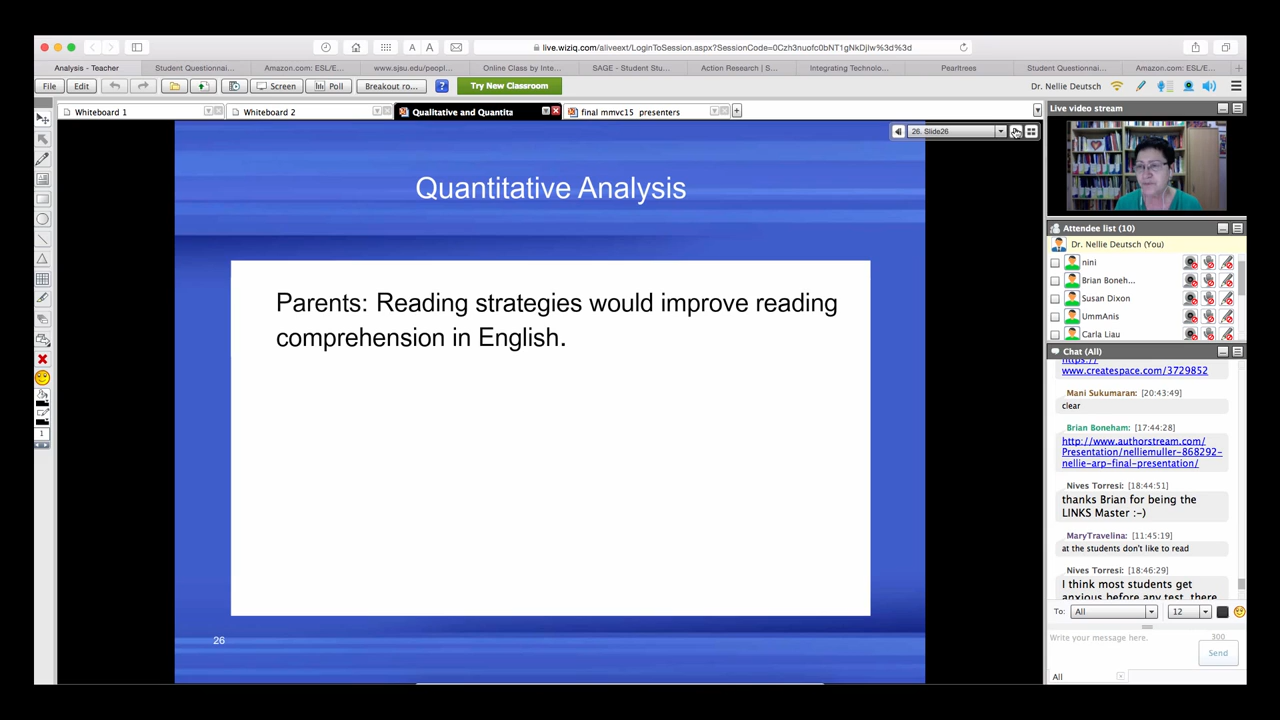 live.wiziq.com/aliveext/LoginToSession.aspx?SessionCode=0Czh3nuofc0bNT1gNkDjIw%3d%3d
Analysis - Teacher
Student Questionnai...
Amazon.com: ESL/E...
www.sjsu.edu/peopl...
Online Class by Inte...
SAGE - Student Stu...
Action Research | S...
Integrating Technolo...
Pearltrees
Student Questionnai...
Amazon.com: ESL/E...
File
Edit
Screen
Poll
Breakout ro...
?
Try New Classroom
Dr. Nellie Deutsch
Whiteboard 1
Whiteboard 2
Qualitative and Quantita
final mmvc15 presenters
Live video stream
26. Slide26
Quantitative Analysis
Parents: Reading strategies would improve reading
comprehension in English.
26
1
Attendee list (10)
Dr. Nellie Deutsch (You)
nini
Brian Boneh...
Susan Dixon
UmmAnis
Carla Liau
Chat (All)
https://
www.createspace.com/3729852
Mani Sukumaran: [20:43:49]
clear
Brian Boneham: [17:44:28]
http://www.authorstream.com/
Presentation/nelliemuller-868292-
nellie-arp-final-presentation/
Nives Torresi: [18:44:51]
thanks Brian for being the
LINKS Master :-)
MaryTravelina: [11:45:19]
at the students don't like to read
Nives Torresi: [18:46:29]
I think most students get
anxious before any test, there
To: All 12
Write your message here. 300
Send
All